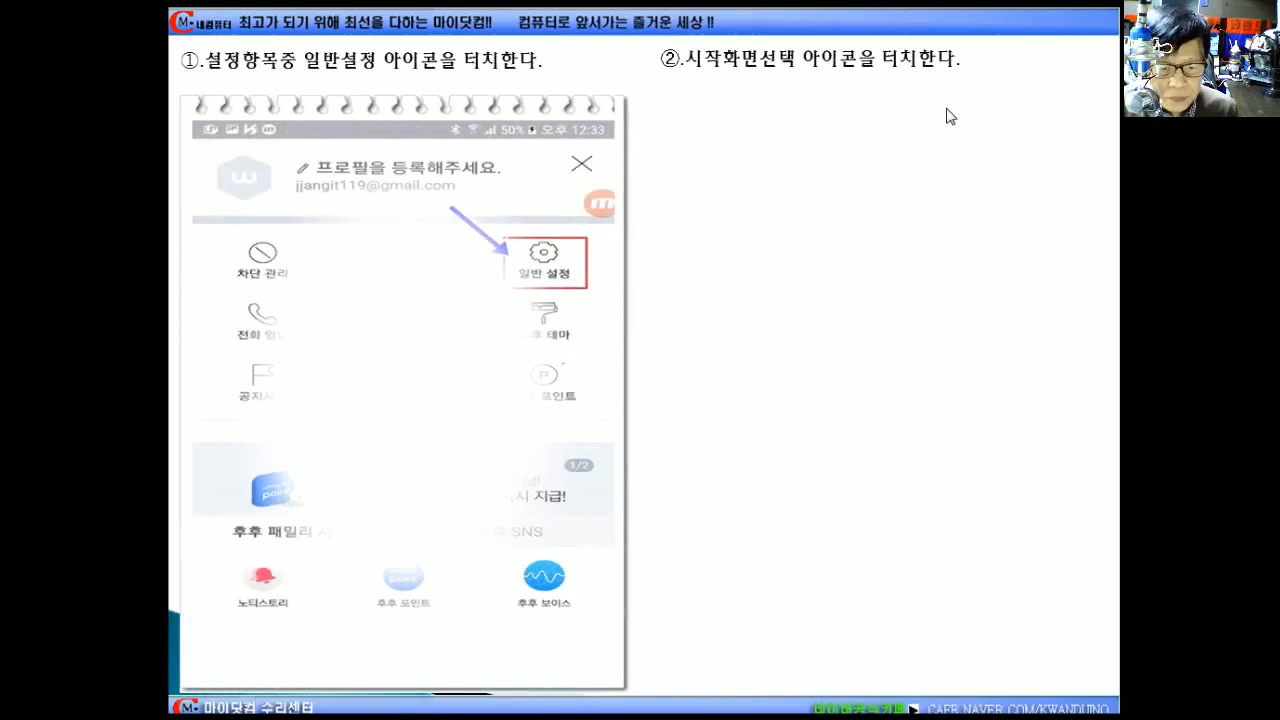 내컴퓨터 최고가 되기 위해 최선을 다하는 마이닷컴!! 컴퓨터로 앞서가는 즐거운 세상 !!
①.설정항목중 일반설정 아이콘을 터치한다.
②.시작화면선택 아이콘을 터치한다.
50% 오후 12:33
프로필을 등록해주세요.
jjangit119@gmail.com
차단 관리
일반 설정
전화
테마
포인트
1/2
point
지급!
후후 패밀리
SNS
point
노티스토리
후후 포인트
후후 보이스
마이닷컴 수리센터
▶ CAFE.NAVER.COM/KWANDUINO